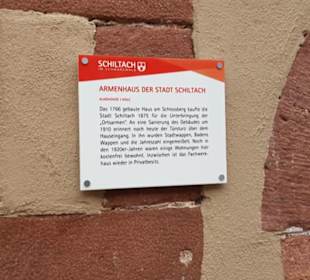 SCHILTACH
IM SCHWARZWALD
ARMENHAUS DER STADT SCHILTACH
Das 1766 gebaute Haus am Schlossberg kaufte die
Stadt Schiltach 1875 für die Unterbringung der
"Ortsarmen". An eine Sanierung des Gebäudes um
1910 erinnert noch heute der Türsturz über dem
Hauseingang. In ihn wurden Stadtwappen, Badens
Wappen und die Jahreszahl eingemeißelt. Noch in
den 1920er-Jahren waren einige Wohnungen hier
kostenfrei bewohnt. Inzwischen ist das Fachwerk-
haus wieder in Privatbesitz.